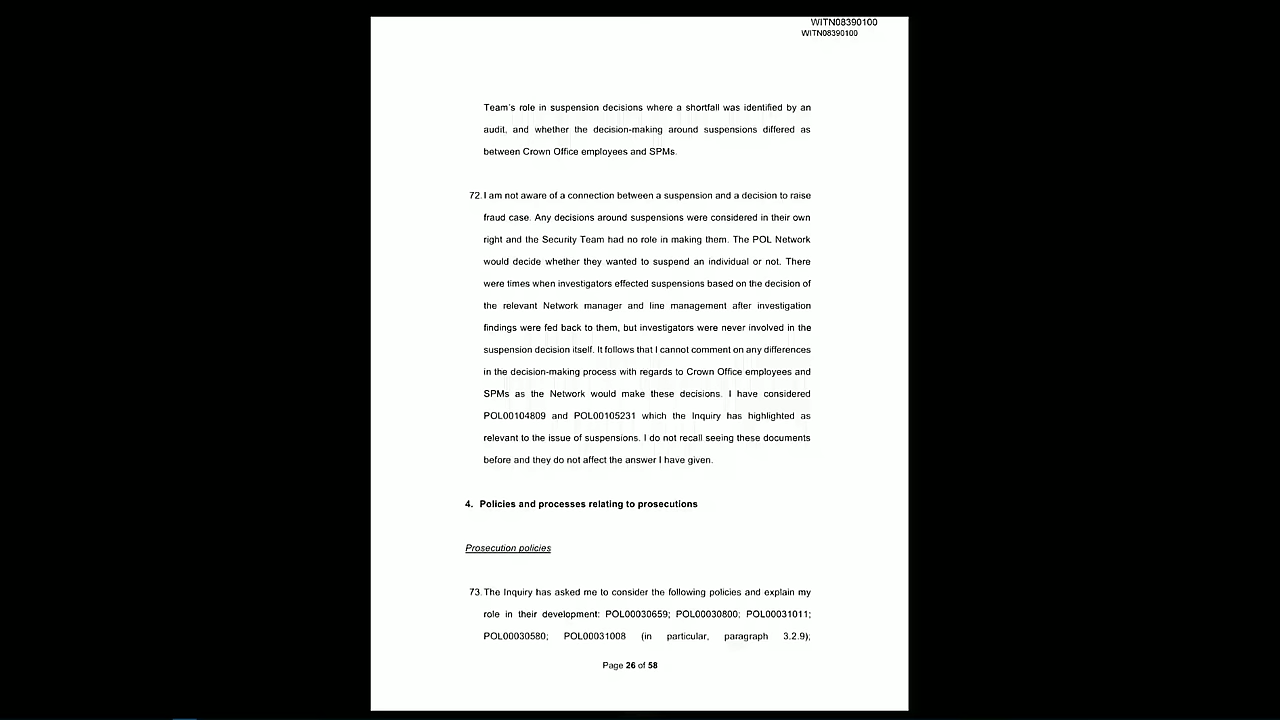 WITN08390100
WITN08390100
Team's role in suspension decisions where a shortfall was identified by an
audit, and whether the decision-making around suspensions differed as
between Crown Office employees and SPMs.
72. I am not aware of a connection between a suspension and a decision to raise
fraud case. Any decisions around suspensions were considered in their own
right and the Security Team had no role in making them. The POL Network
would decide whether they wanted to suspend an individual or not. There
were times when investigators effected suspensions based on the decision of
the relevant Network manager and line management after investigation
findings were fed back to them, but investigators were never involved in the
suspension decision itself. It follows that I cannot comment on any differences
in the decision-making process with regards to Crown Office employees and
SPMs as the Network would make these decisions. I have considered
POL00104809 and POL00105231 which the Inquiry has highlighted as
relevant to the issue of suspensions. I do not recall seeing these documents
before and they do not affect the answer I have given.
4. Policies and processes relating to prosecutions
Prosecution policies
73. The Inquiry has asked me to consider the following policies and explain my
role in their development: POL00030659; POL00030800; POL00031011;
POL00030580; POL00031008 (in particular, paragraph 3.2.9);
Page 26 of 58